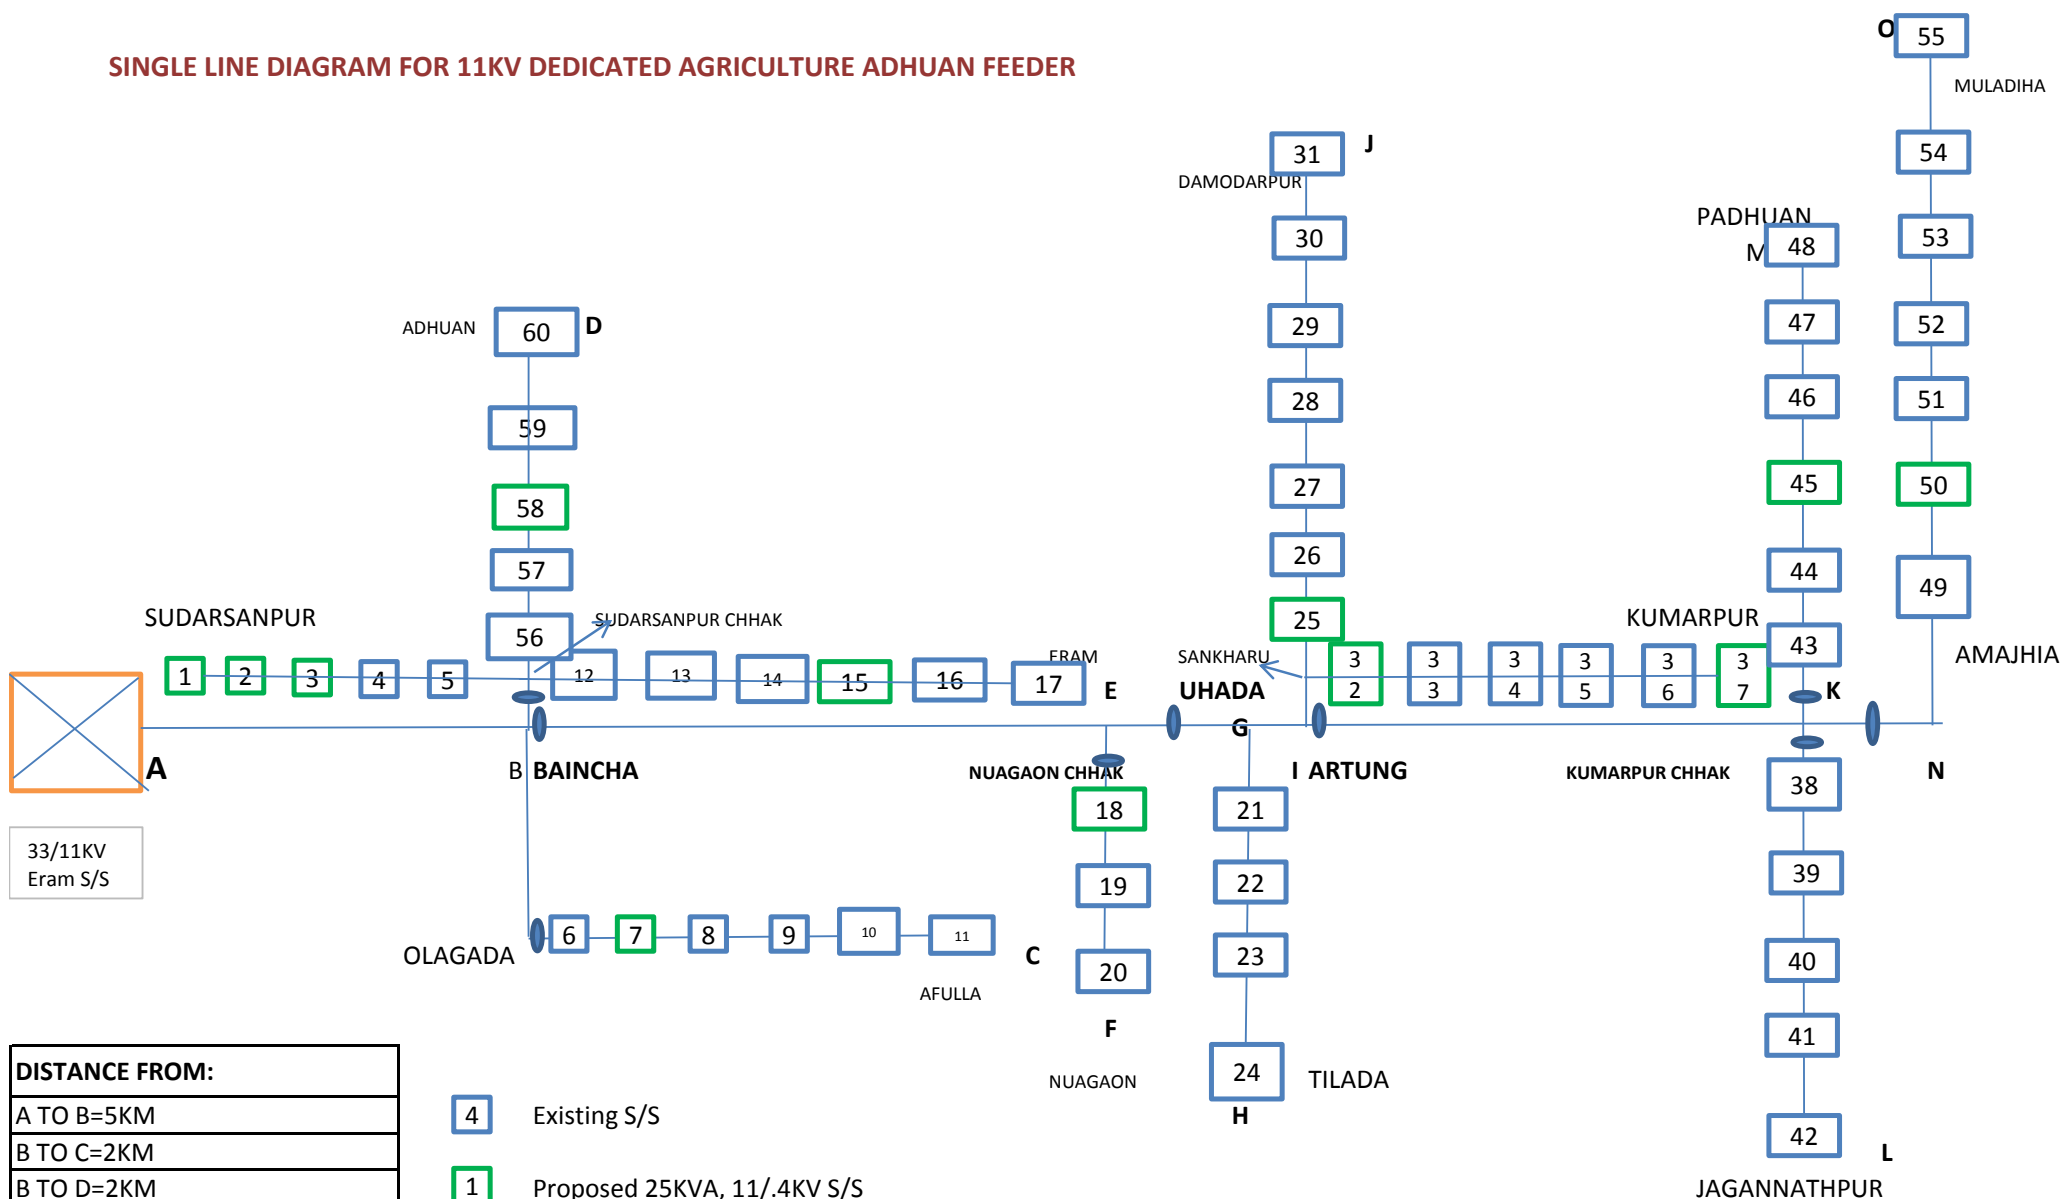 SINGLE LINE DIAGRAM FOR 11KV DEDICATED AGRICULTURE ADHUAN FEEDER
O
55
MULADIHA
54
53
52
51
50
49
AMAJHIA
N
31
J
DAMODARPUR
30
29
28
27
26
25
PADHUAN
M
48
47
46
45
44
43
K
ADHUAN
60
D
59
58
57
56
SUDARSANPUR CHHAK
SUDARSANPUR
1
2
3
4
5
12
13
14
15
16
17
ERAM
E
SANKHARU
UHADA
G
32
33
34
35
36
37
KUMARPUR
A
B BAINCHA
NUAGAON CHHAK
I ARTUNG
KUMARPUR CHHAK
33/11KV
Eram S/S
OLAGADA
6
7
8
9
10
11
C
AFULLA
18
19
20
F
NUAGAON
21
22
23
24
TILADA
H
38
39
40
41
42
L
JAGANNATHPUR
DISTANCE FROM:
A TO B=5KM
B TO C=2KM
B TO D=2KM
4 Existing S/S
1 Proposed 25KVA, 11/.4KV S/S